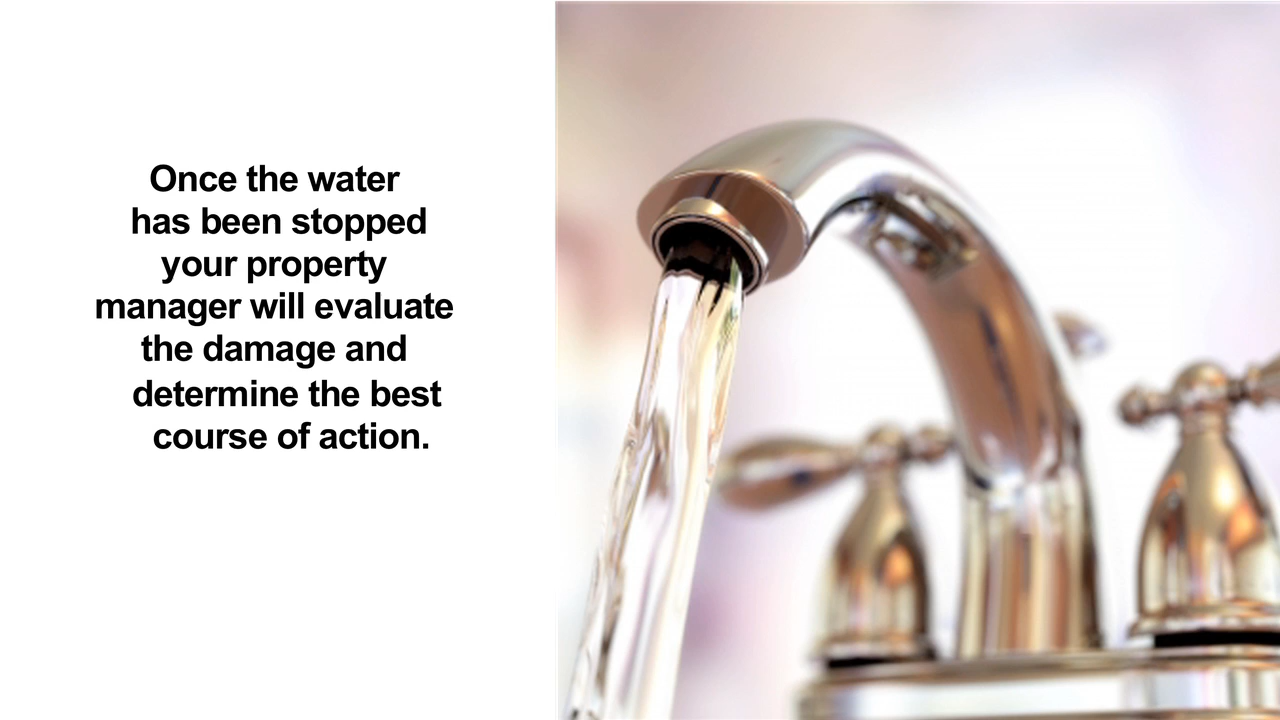 Once the water
has been stopped
your property
manager will evaluate
the damage and
determine the best
course of action.